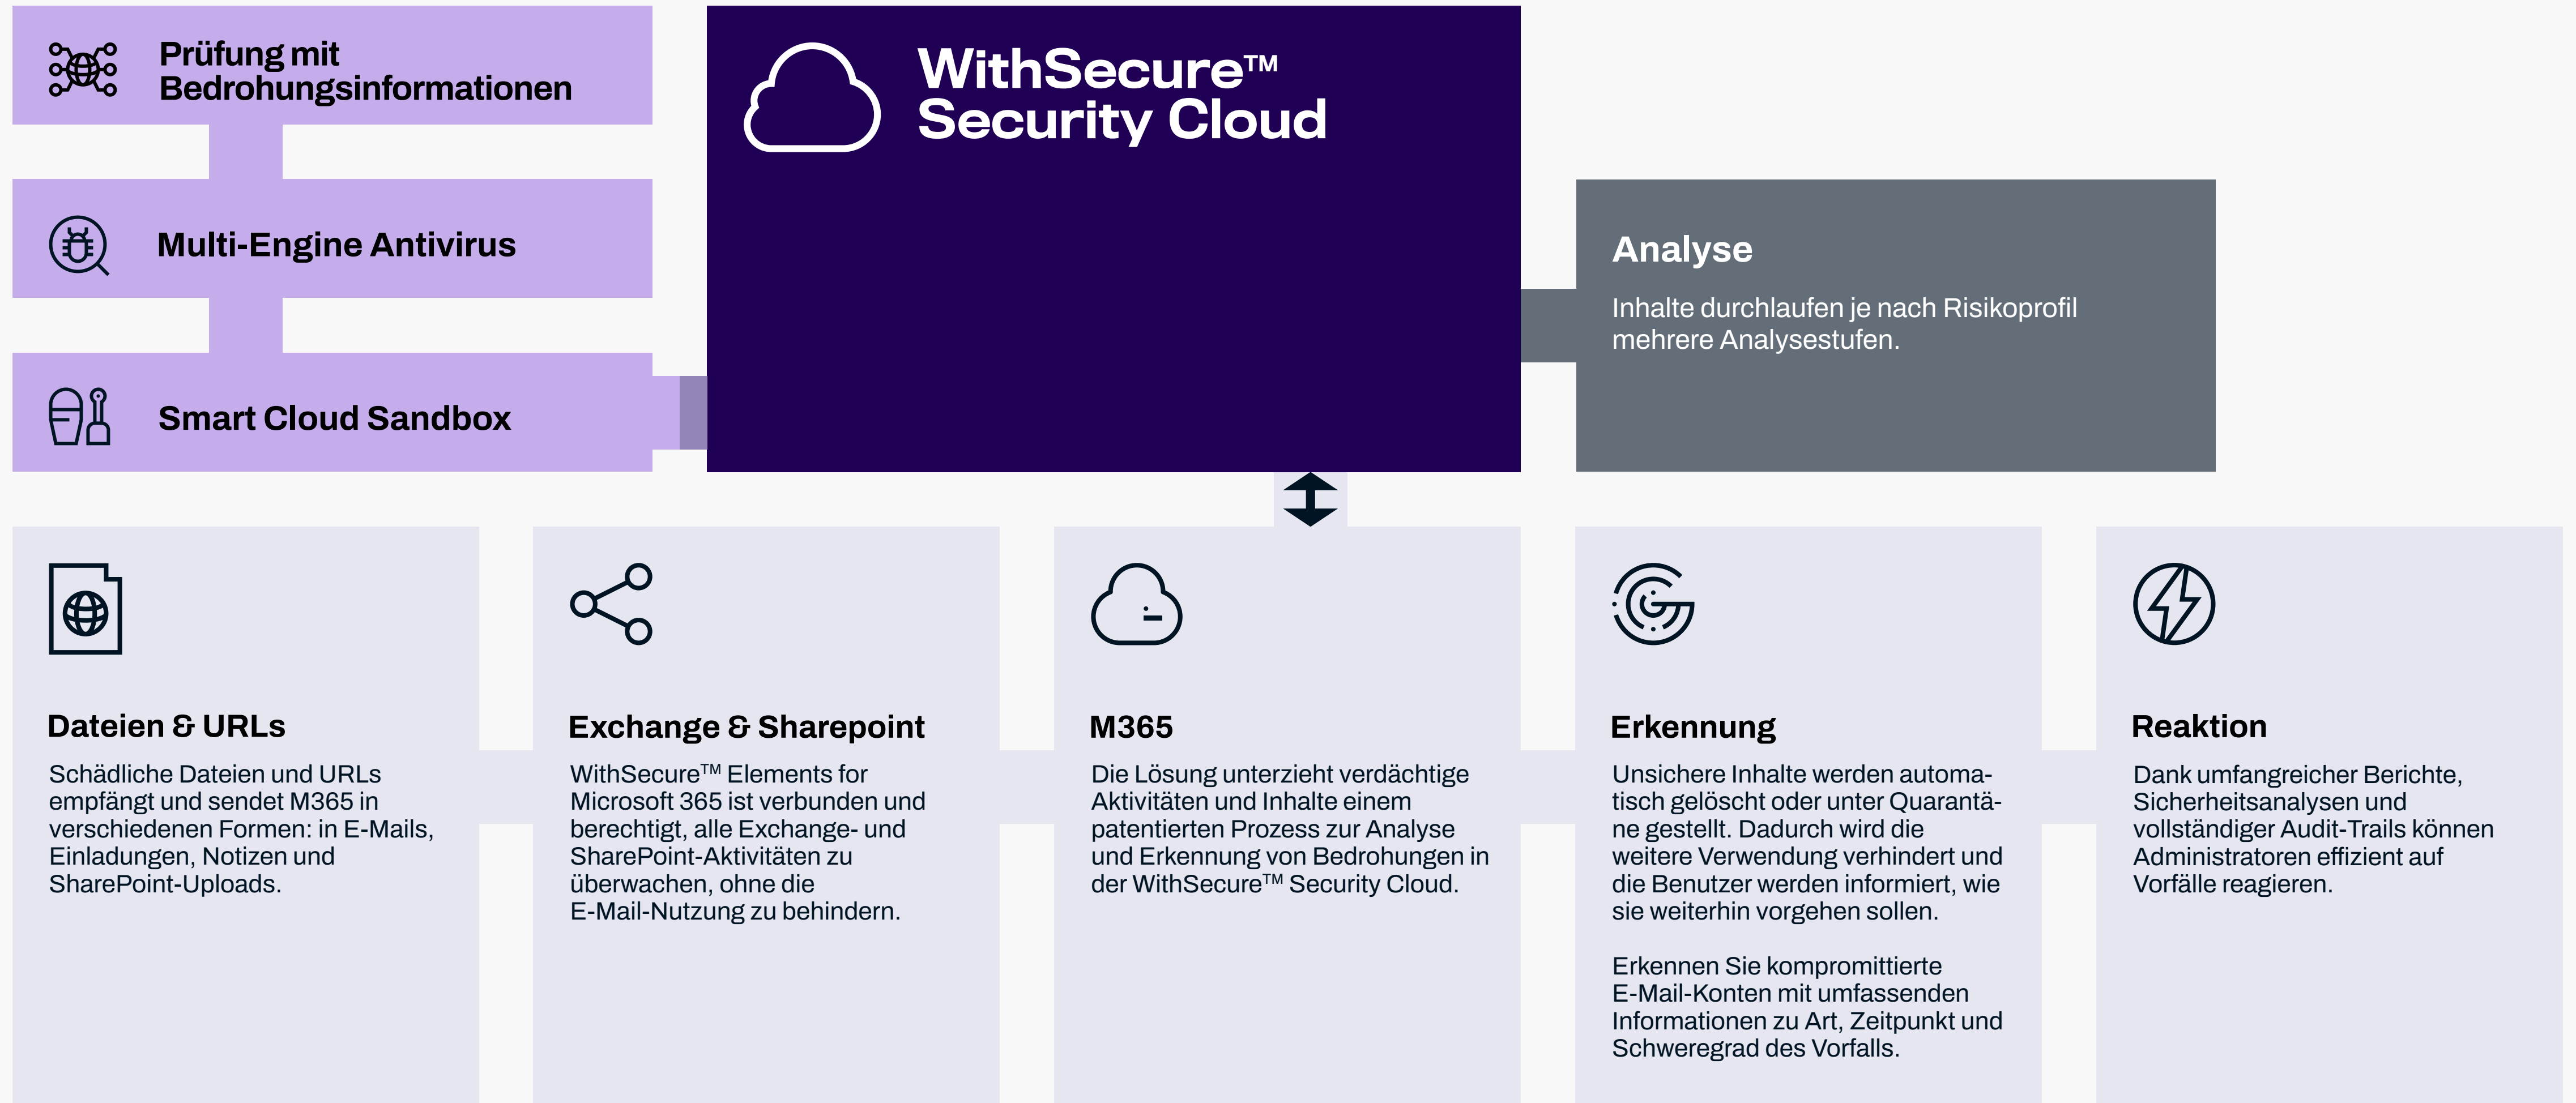 Prüfung mit
Bedrohungsinformationen
Multi-Engine Antivirus
Smart Cloud Sandbox
WithSecure™
Security Cloud
Analyse
Inhalte durchlaufen je nach Risikoprofil
mehrere Analysestufen.
Dateien & URLs
Schädliche Dateien und URLs
empfängt und sendet M365 in
verschiedenen Formen: in E-Mails,
Einladungen, Notizen und
SharePoint-Uploads.
Exchange & Sharepoint
WithSecure™ Elements for
Microsoft 365 ist verbunden und
berechtigt, alle Exchange- und
SharePoint-Aktivitäten zu
überwachen, ohne die
E-Mail-Nutzung zu behindern.
M365
Die Lösung unterzieht verdächtige
Aktivitäten und Inhalte einem
patentierten Prozess zur Analyse
und Erkennung von Bedrohungen in
der WithSecure™ Security Cloud.
Erkennung
Unsichere Inhalte werden automa-
tisch gelöscht oder unter Quarantä-
ne gestellt. Dadurch wird die
weitere Verwendung verhindert und
die Benutzer werden informiert, wie
sie weiterhin vorgehen sollen.
Erkennen Sie kompromittierte
E-Mail-Konten mit umfassenden
Informationen zu Art, Zeitpunkt und
Schweregrad des Vorfalls.
Reaktion
Dank umfangreicher Berichte,
Sicherheitsanalysen und
vollständiger Audit-Trails können
Administratoren effizient auf
Vorfälle reagieren.